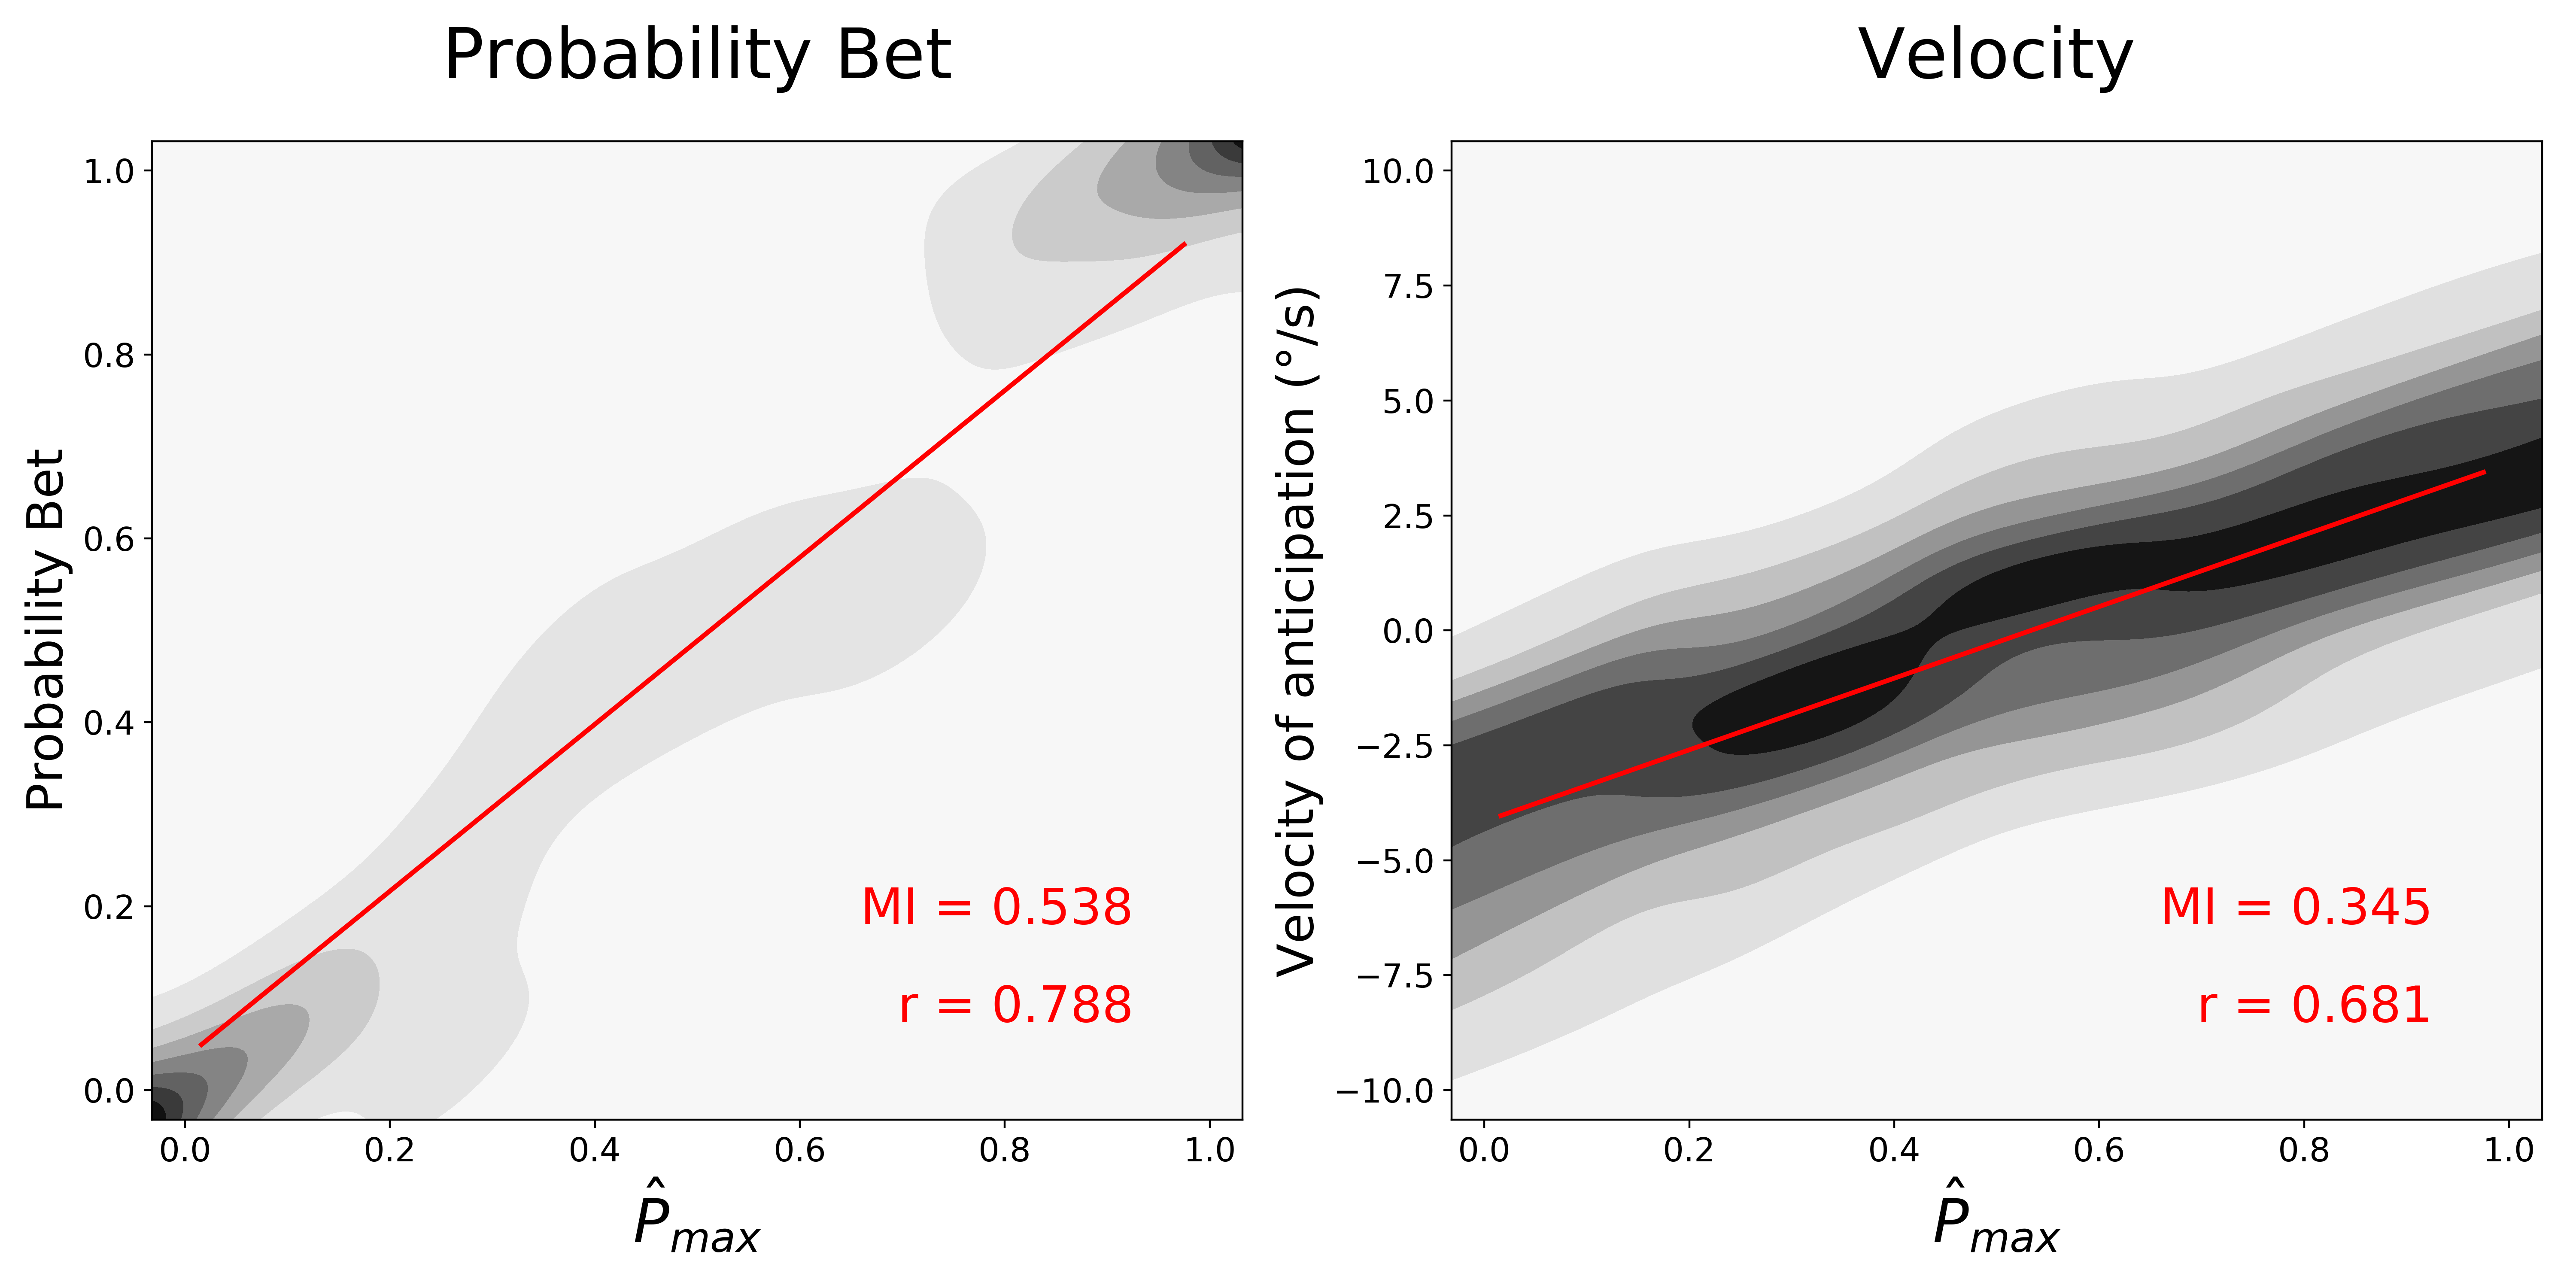 Probability Bet
Velocity
Probability Bet
1.0
0.8
0.6
0.4
0.2
0.0
0.0 0.2 0.4 0.6 0.8 1.0
P̂max
MI = 0.538
r = 0.788
Velocity of anticipation (°/s)
10.0
7.5
5.0
2.5
0.0
−2.5
−5.0
−7.5
−10.0
0.0 0.2 0.4 0.6 0.8 1.0
P̂max
MI = 0.345
r = 0.681